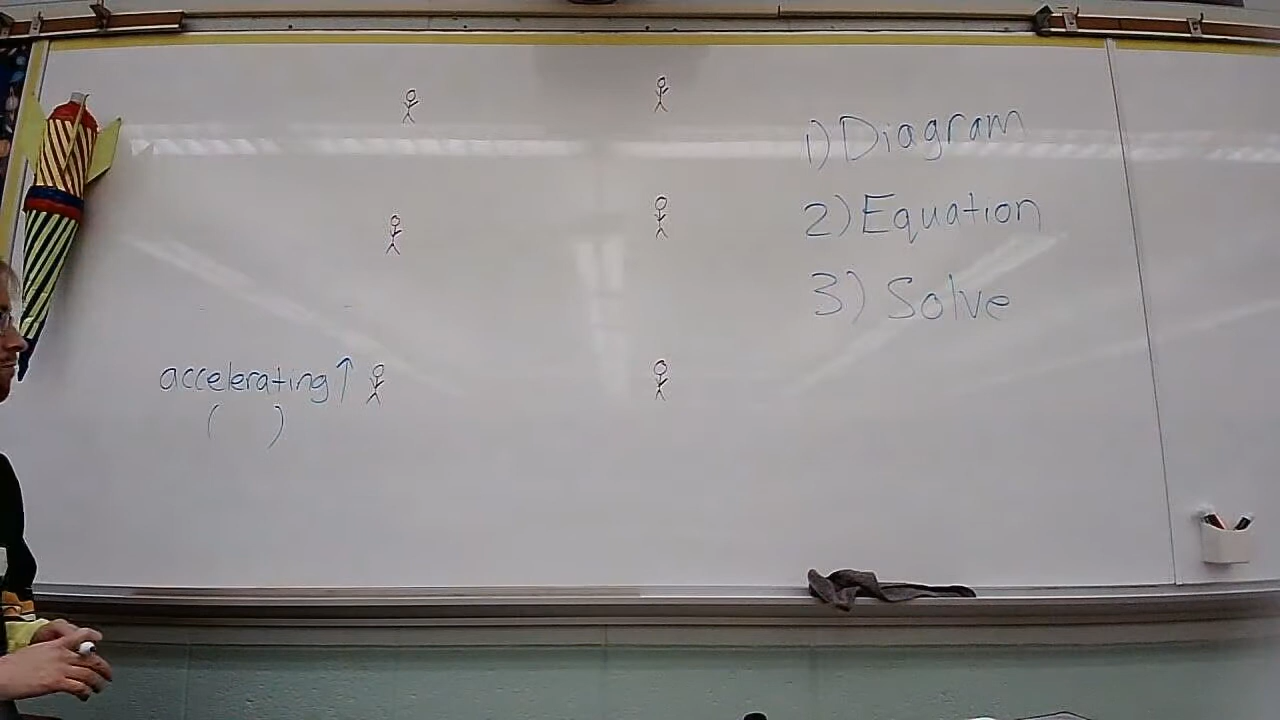 1) Diagram
2) Equation
3) Solve
accelerating ↑
( )